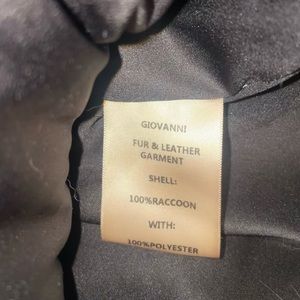 GIOVANNI
FUR & LEATHER
GARMENT
SHELL:
100%RACCOON
WITH:
100%POLYESTER